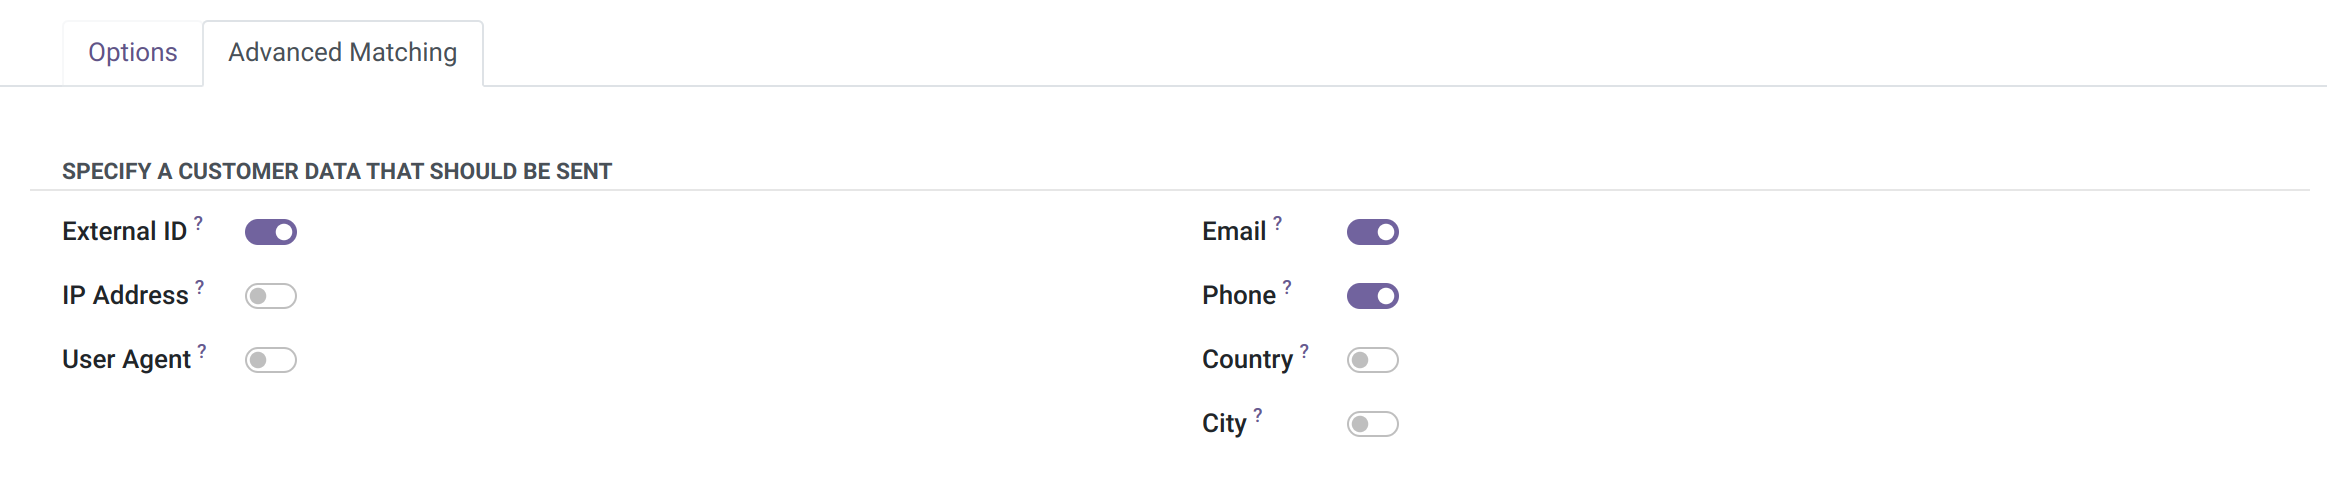 Options
Advanced Matching
SPECIFY A CUSTOMER DATA THAT SHOULD BE SENT
External ID ?
IP Address ?
User Agent ?
Email ?
Phone ?
Country ?
City ?